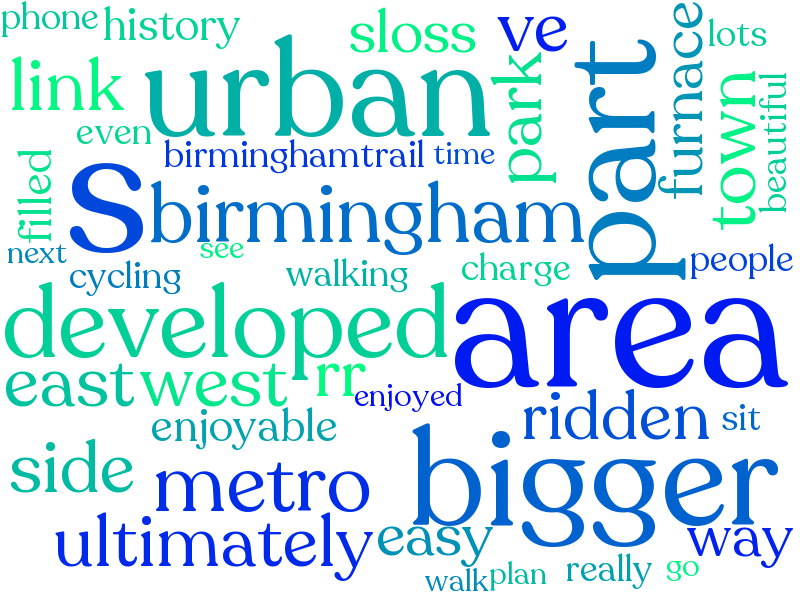 phone
history
sloss
ve
part
furnace
lots
link
urban
park
town
beautiful
even
birminghamtrail
time
filled
s
birmingham
next
see
cycling
walking
charge
people
developed
area
east
west
rr
enjoyed
enjoyable
ridden
sit
side
metro
bigger
ultimately
easy
way
walk
plan
really
go